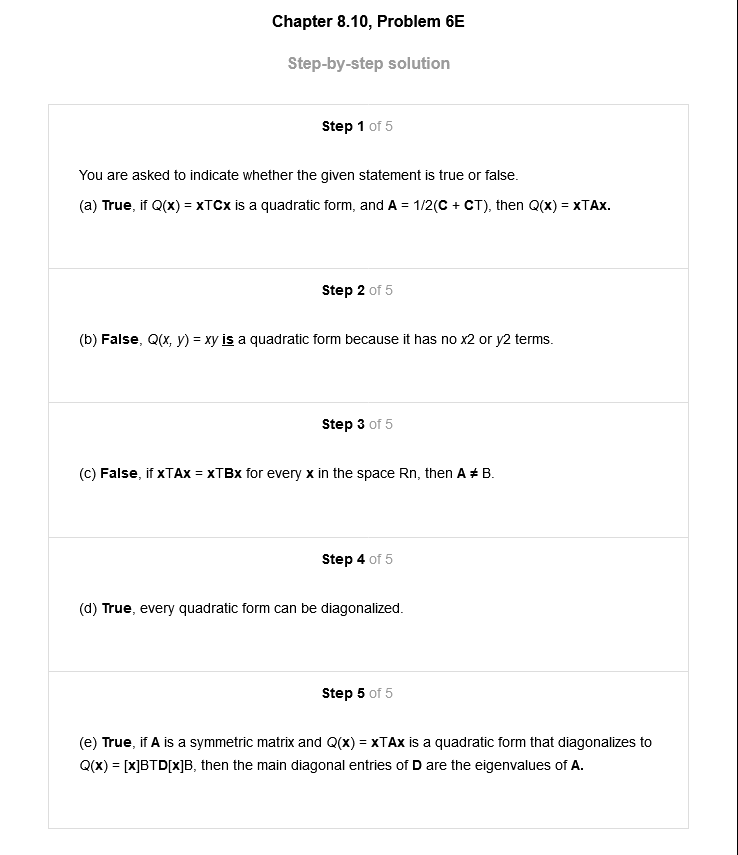 Chapter 8.10, Problem 6E
Step-by-step solution
Step 1 of 5
You are asked to indicate whether the given statement is true or false.
(a) True, if Q(x) = xTCx is a quadratic form, and A = 1/2(C + CT), then Q(x) = xTAx.
Step 2 of 5
(b) False, Q(x, y) = xy is a quadratic form because it has no x2 or y2 terms.
Step 3 of 5
(c) False, if xTAx = xTBx for every x in the space Rn, then A ≠ B.
Step 4 of 5
(d) True, every quadratic form can be diagonalized.
Step 5 of 5
(e) True, if A is a symmetric matrix and Q(x) = xTAx is a quadratic form that diagonalizes to
Q(x) = [x]BTD[x]B, then the main diagonal entries of D are the eigenvalues of A.